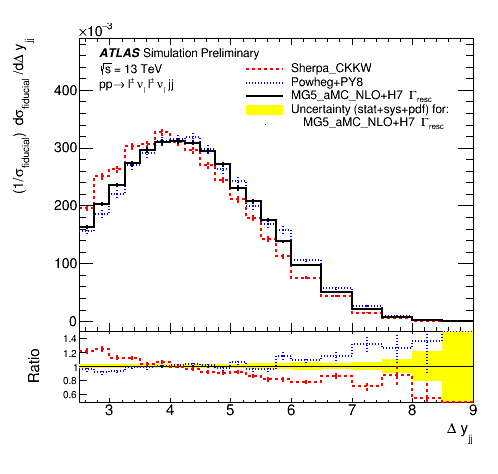 ×10⁻³
ATLAS Simulation Preliminary
√s = 13 TeV
pp→ l± νₗ l± νₗ jj
Sherpa_CKKW
Powheg+PY8
MG5_aMC_NLO+H7 Γresc
Uncertainty (stat+sys+pdf) for:
MG5_aMC_NLO+H7 Γresc
(1/σfiducial) dσfiducial/dΔ yjj
400
300
200
100
0
Ratio
1.4
1.2
1
0.8
0.6
3 4 5 6 7 8 9
Δ yjj